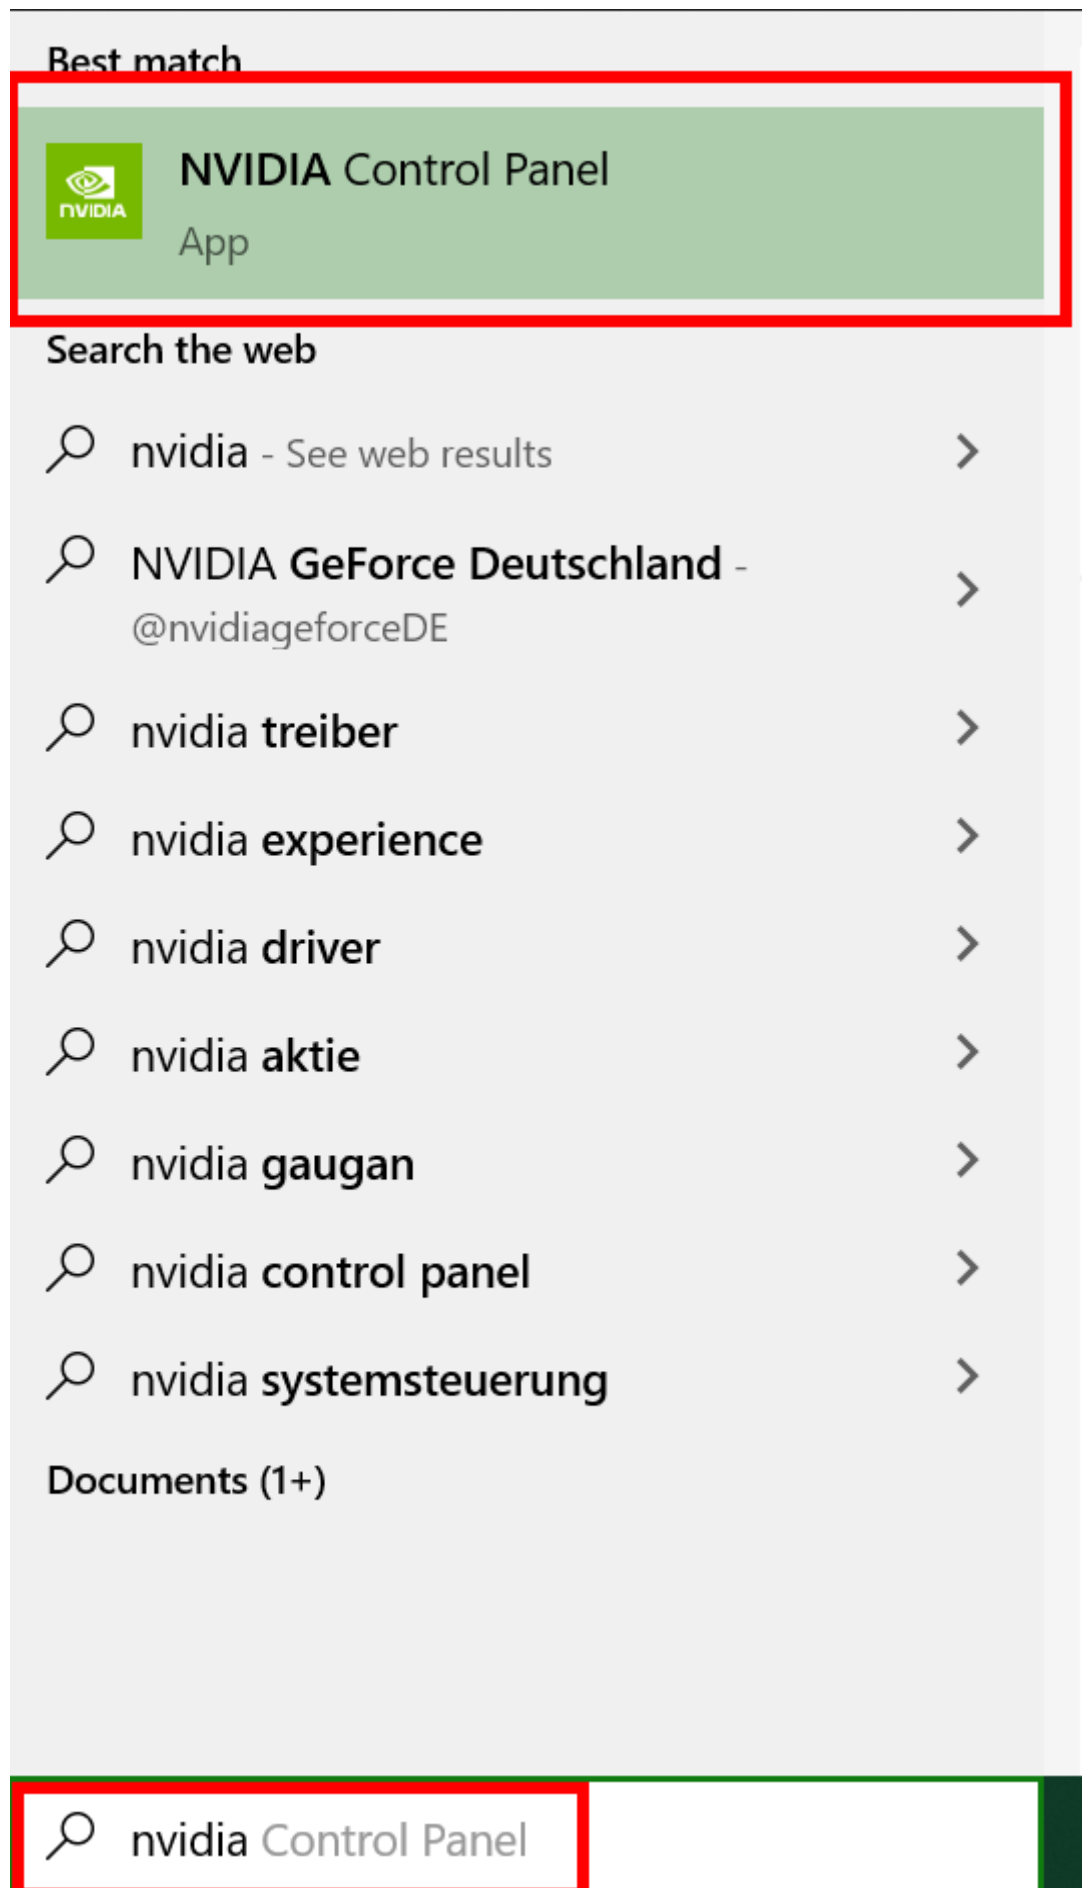 Best match
NVIDIA Control Panel
NVIDIA
App
Search the web
nvidia - See web results
NVIDIA GeForce Deutschland -
@nvidiageforceDE
nvidia treiber
nvidia experience
nvidia driver
nvidia aktie
nvidia gaugan
nvidia control panel
nvidia systemsteuerung
Documents (1+)
nvidia Control Panel